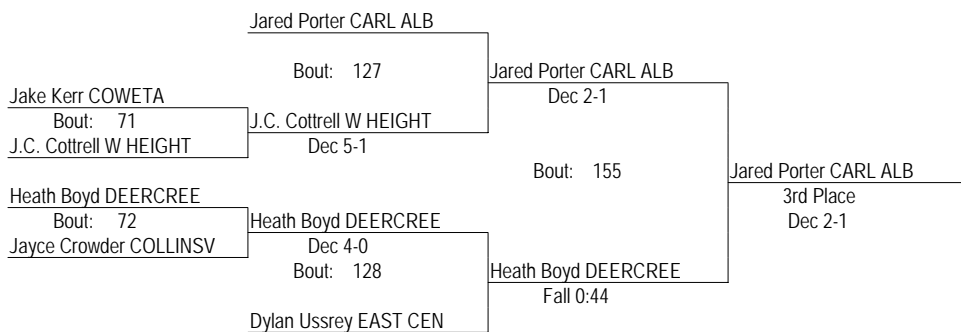 Jared Porter CARL ALB
Bout: 127
Jared Porter CARL ALB
Dec 2-1
Jake Kerr COWETA
Bout: 71
J.C. Cottrell W HEIGHT
J.C. Cottrell W HEIGHT
Dec 5-1
Bout: 155
Jared Porter CARL ALB
3rd Place
Dec 2-1
Heath Boyd DEERCREE
Bout: 72
Jayce Crowder COLLINSV
Heath Boyd DEERCREE
Dec 4-0
Bout: 128
Heath Boyd DEERCREE
Fall 0:44
Dylan Ussrey EAST CEN